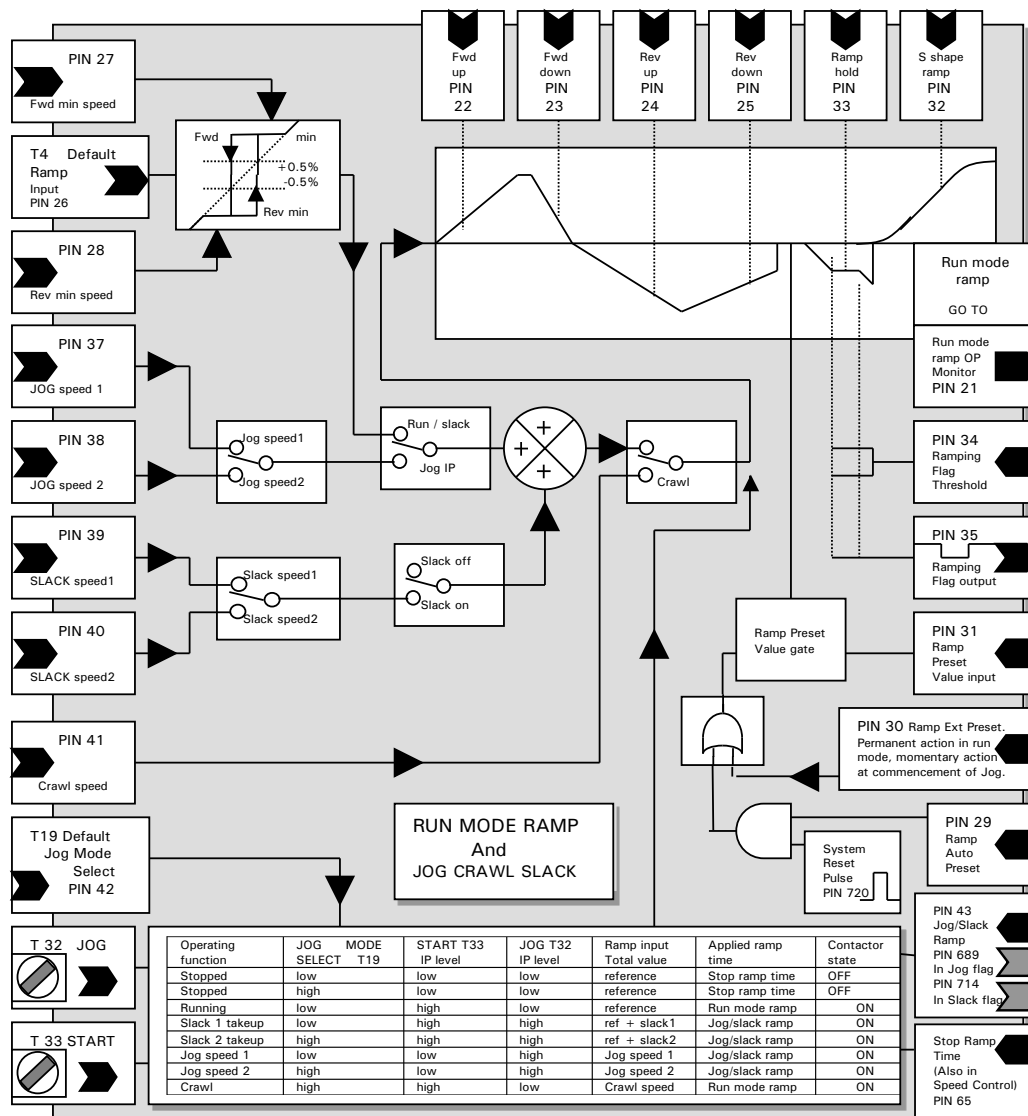 PIN 27
Fwd min speed
T4 Default
Ramp
Input
PIN 26
PIN 28
Rev min speed
PIN 37
JOG speed 1
PIN 38
JOG speed 2
PIN 39
SLACK speed1
PIN 40
SLACK speed2
PIN 41
Crawl speed
T19 Default
Jog Mode
Select
PIN 42
T 32 JOG
T 33 START
Fwd
min
+0.5%
-0.5%
Rev min
Fwd
up
PIN
22
Fwd
down
PIN
23
Rev
up
PIN
24
Rev
down
PIN
25
Ramp
hold
PIN
33
S shape
ramp
PIN
32
Run mode
ramp
GO TO
Run mode
ramp OP
Monitor
PIN 21
PIN 34
Ramping
Flag
Threshold
PIN 35
Ramping
Flag output
PIN 31
Ramp
Preset
Value input
PIN 30 Ramp Ext Preset.
Permanent action in run
mode, momentary action
at commencement of Jog.
PIN 29
Ramp
Auto
Preset
PIN 43
Jog/Slack
Ramp
PIN 689
In Jog flag
PIN 714
In Slack flag
Stop Ramp
Time
(Also in
Speed Control)
PIN 65
Jog speed1
Jog speed2
Run / slack
Jog IP
+
+
+
Crawl
Slack speed1
Slack speed2
Slack off
Slack on
Ramp Preset
Value gate
System
Reset
Pulse
PIN 720
RUN MODE RAMP
And
JOG CRAWL SLACK
Operating function JOG MODE SELECT T19 START T33 IP level JOG T32 IP level Ramp input Total value Applied ramp time Contactor state
Stopped low low low reference Stop ramp time OFF
Stopped high low low reference Stop ramp time OFF
Running low high low reference Run mode ramp ON
Slack 1 takeup low high high ref + slack1 Jog/slack ramp ON
Slack 2 takeup high high high ref + slack2 Jog/slack ramp ON
Jog speed 1 low low high Jog speed 1 Jog/slack ramp ON
Jog speed 2 high low high Jog speed 2 Jog/slack ramp ON
Crawl high high low Crawl speed Run mode ramp ON